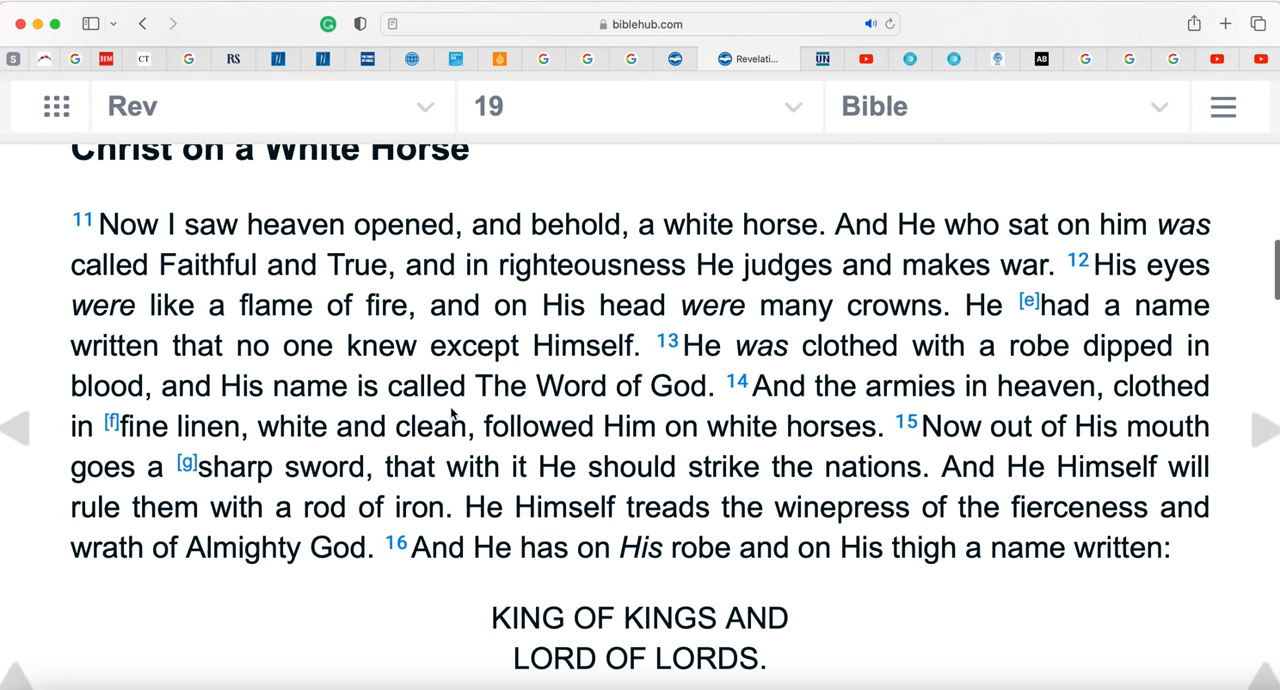 biblehub.com
S HM CT RS Revelati... UN AB
Rev 19 Bible
Christ on a White Horse
11 Now I saw heaven opened, and behold, a white horse. And He who sat on him was
called Faithful and True, and in righteousness He judges and makes war. 12 His eyes
were like a flame of fire, and on His head were many crowns. He [e]had a name
written that no one knew except Himself. 13 He was clothed with a robe dipped in
blood, and His name is called The Word of God. 14 And the armies in heaven, clothed
in [f]fine linen, white and clean, followed Him on white horses. 15 Now out of His mouth
goes a [g]sharp sword, that with it He should strike the nations. And He Himself will
rule them with a rod of iron. He Himself treads the winepress of the fierceness and
wrath of Almighty God. 16 And He has on His robe and on His thigh a name written:
KING OF KINGS AND
LORD OF LORDS.